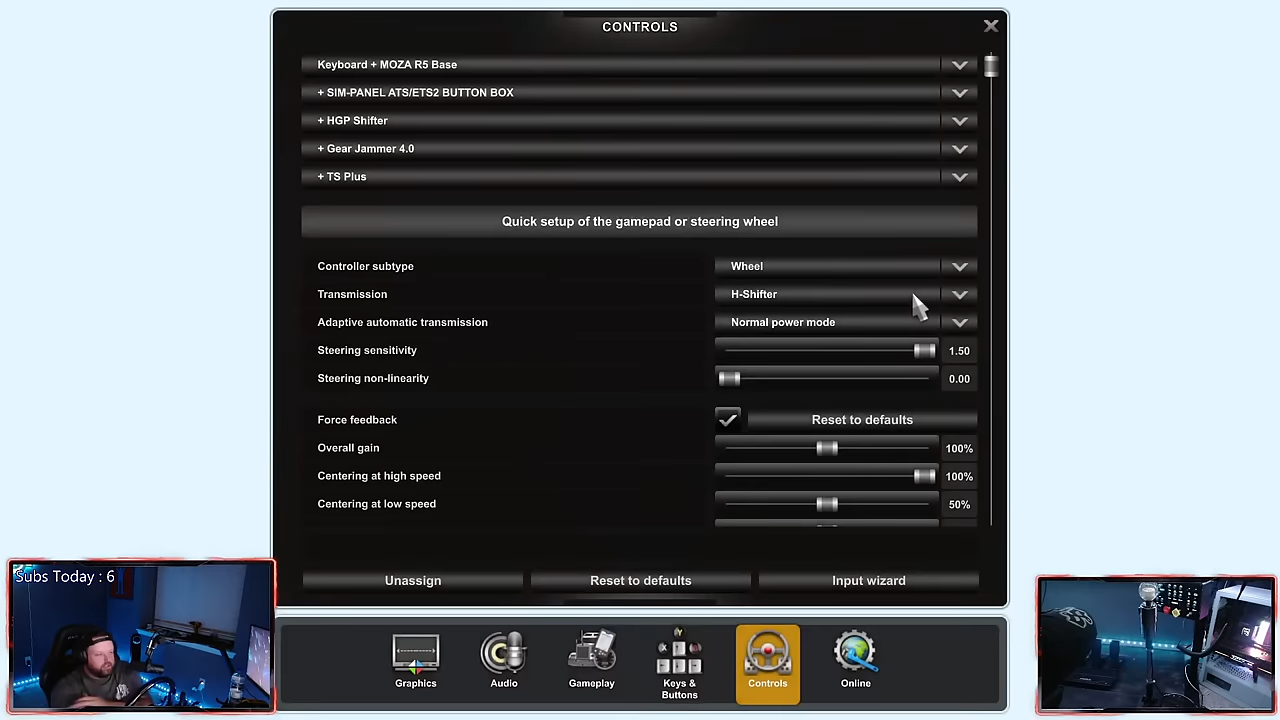 CONTROLS
Keyboard + MOZA R5 Base
+ SIM-PANEL ATS/ETS2 BUTTON BOX
+ HGP Shifter
+ Gear Jammer 4.0
+ TS Plus
Quick setup of the gamepad or steering wheel
Controller subtype Wheel
Transmission H-Shifter
Adaptive automatic transmission Normal power mode
Steering sensitivity 1.50
Steering non-linearity 0.00
Force feedback Reset to defaults
Overall gain 100%
Centering at high speed 100%
Centering at low speed 50%
Unassign Reset to defaults Input wizard
Subs Today : 6
Graphics Audio Gameplay Keys & Buttons Controls Online